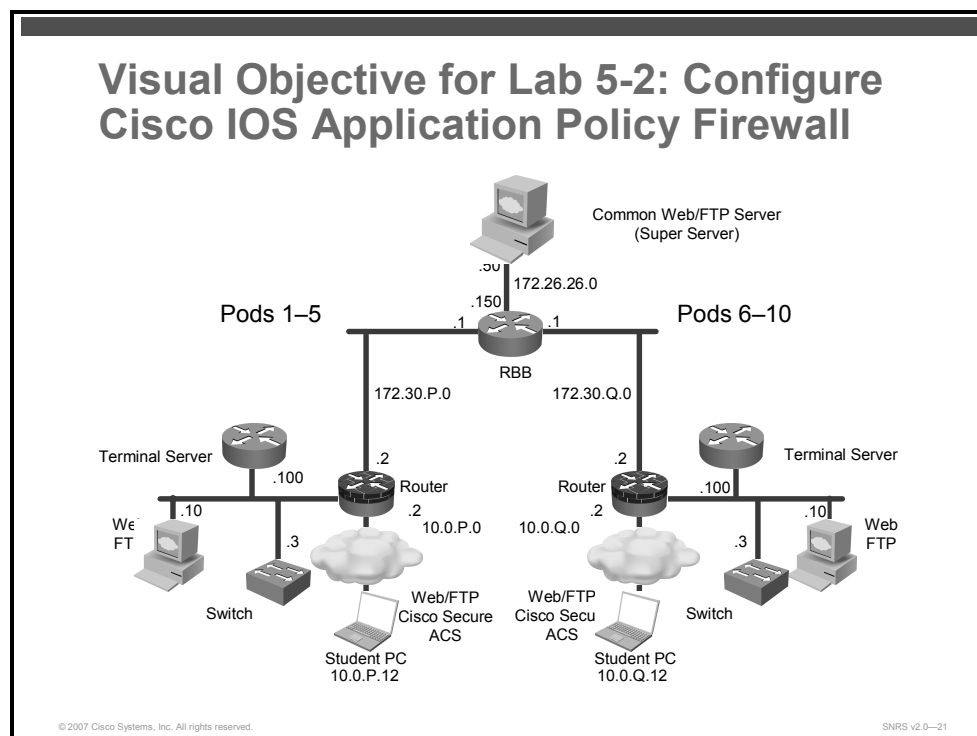 Visual Objective for Lab 5-2: Configure
Cisco IOS Application Policy Firewall
Common Web/FTP Server
(Super Server)
.50
172.26.26.0
.150
Pods 1–5
Pods 6–10
.1
.1
RBB
172.30.P.0
172.30.Q.0
Terminal Server
Terminal Server
.2
.2
.100
Router
Router
.100
.10
.2
.2
.10
10.0.P.0
10.0.Q.0
Web
FTP
.3
.3
Switch
Switch
Web/FTP
Cisco Secure
ACS
Web/FTP
Cisco
ACS
Student PC
10.0.P.12
Student PC
10.0.Q.12
© 2007 Cisco Systems, Inc. All rights reserved.
SNRS v2.0—21